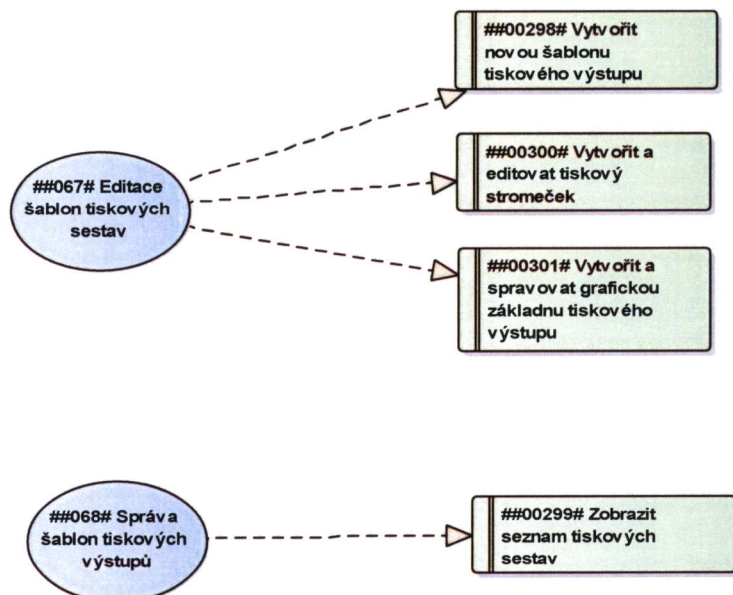 ##00298# Vytvořit
novou šablonu
tiskového výstupu
##067# Editace
šablon tiskových
sestav
##00300# Vytvořit a
editovat tiskový
stromeček
##00301# Vytvořit a
spravovat grafickou
základnu tiskového
výstupu
##068# Správa
šablon tiskových
výstupů
##00299# Zobrazit
seznam tiskových
sestav